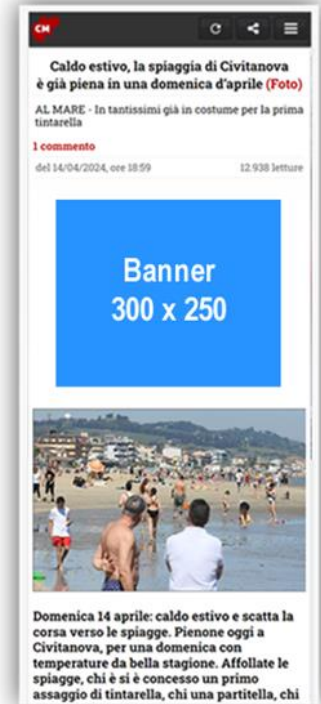 CM
Caldo estivo, la spiaggia di Civitanova
è già piena in una domenica d'aprile (Foto)
AL MARE - In tantissimi già in costume per la prima
tintarella
1 commento
del 14/04/2024, ore 18:59 12.938 letture
Banner
300 x 250
Domenica 14 aprile: caldo estivo e scatta la
corsa verso le spiagge. Pienone oggi a
Civitanova, per una domenica con
temperature da bella stagione. Affollate le
spiagge, chi è si è concesso un primo
assaggio di tintarella, chi una partitella, chi